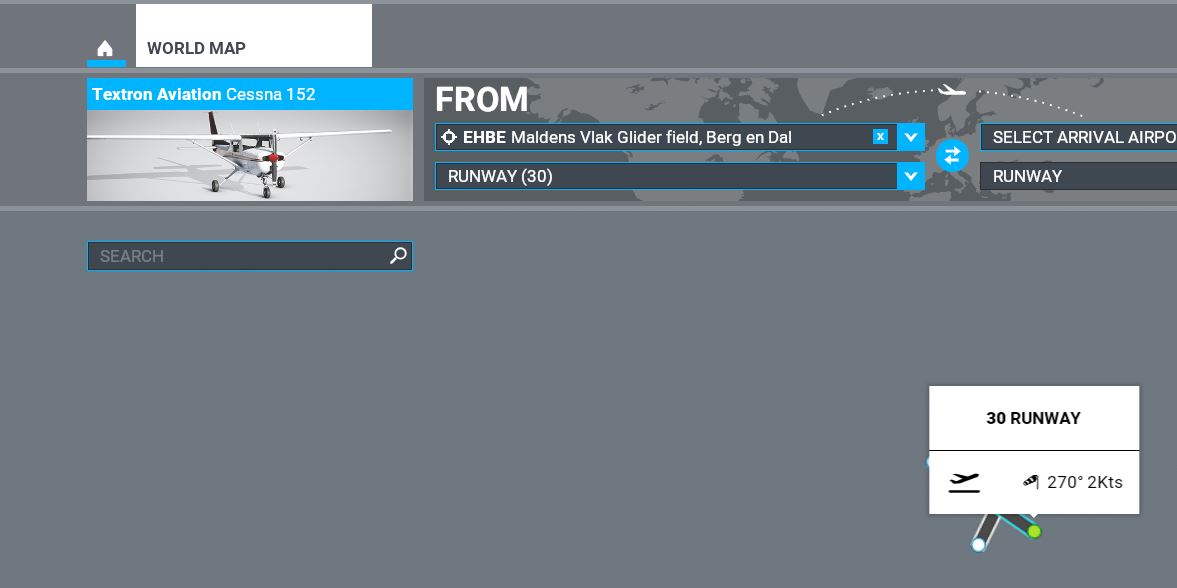 WORLD MAP
Textron Aviation Cessna 152
FROM
EHBE Maldens Vlak Glider field, Berg en Dal
x
SELECT ARRIVAL AIRPO
RUNWAY (30)
RUNWAY
SEARCH
30 RUNWAY
270° 2Kts